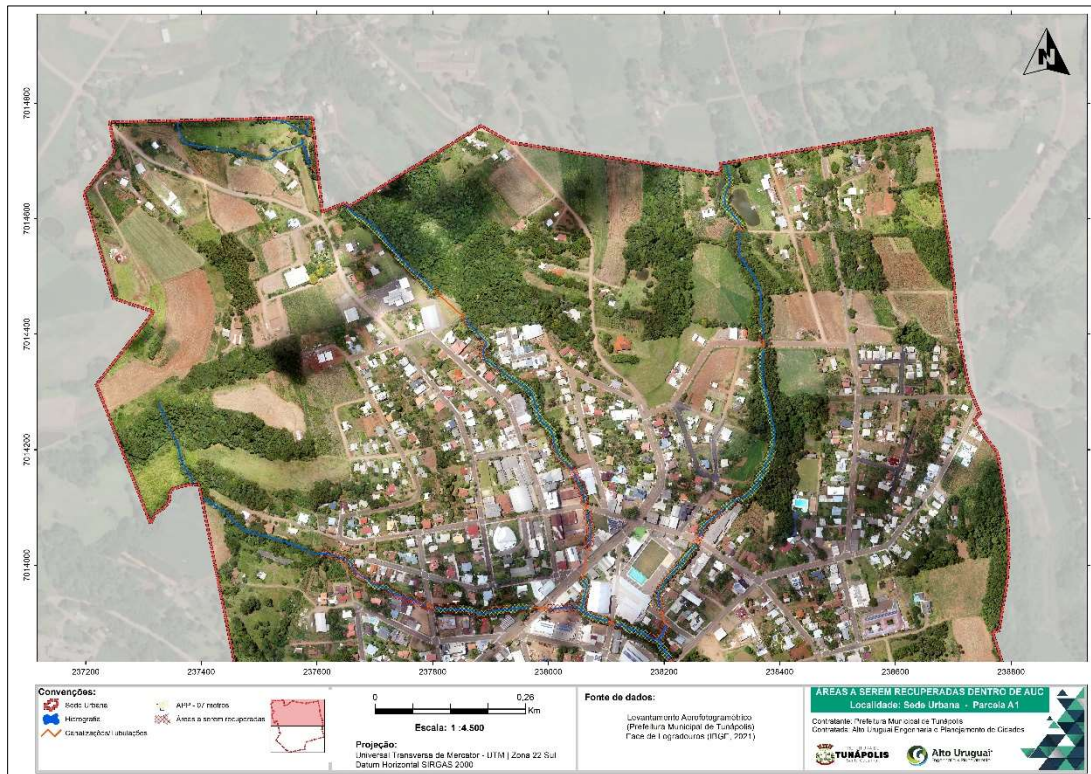 N
7014800
7014600
7014400
7014200
7014000
237200
237400
237600
237800
238000
238200
238400
238600
238800
Convenções:
Sede Urbana
Hidrografia
Canalizações/Tubulações
APP - 07 metros
Áreas a serem recuperadas
0 0,26
Km
Escala: 1 :4.500
Projeção:
Universal Transversa de Mercator - UTM | Zona 22 Sul
Datum Horizontal SIRGAS 2000
Fonte de dados:
Levantamento Aerofotogramétrico
(Prefeitura Municipal de Tunápolis)
Face de Logradouros (IBGE, 2021)
ÁREAS A SEREM RECUPERADAS DENTRO DE AUC
Localidade: Sede Urbana - Parcela A1
Contratante: Prefeitura Municipal de Tunápolis
Contratada: Alto Uruguai Engenharia e Planejamento de Cidades
TUNÁPOLIS
Alto Uruguai